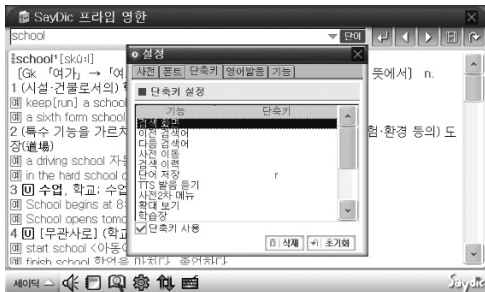 SayDic 프라임 영한
school
단어
school¹ [skúːl]
[Gk 「여가」 → 「여
뜻에서] n.
1 (시설·건물로서의)
예 keep[run] a school
예 a sixth form school
2 (특수 기능을 가르치
험·환경 등의) 도
장(道場)
예 a driving school 자동
예 in the hard school o
3 U 수업, 학교; 수업
예 School begins at 8:
예 School opens tomo
4 U [무관사로] (학교
예 start school <아동
예 finish school 학업을 마치다, 졸업하다
설정
사전 폰트 단축키 영어발음 기능
■ 단축키 설정
기능 단축키
검색 화면
이전 검색어
다음 검색어
사전 이동
검색 이력
단어 저장 r
TTS 발음 듣기
사전2차 메뉴
확대 보기
학습장
단축키 사용
삭제 초기화
세이딕
Saydic